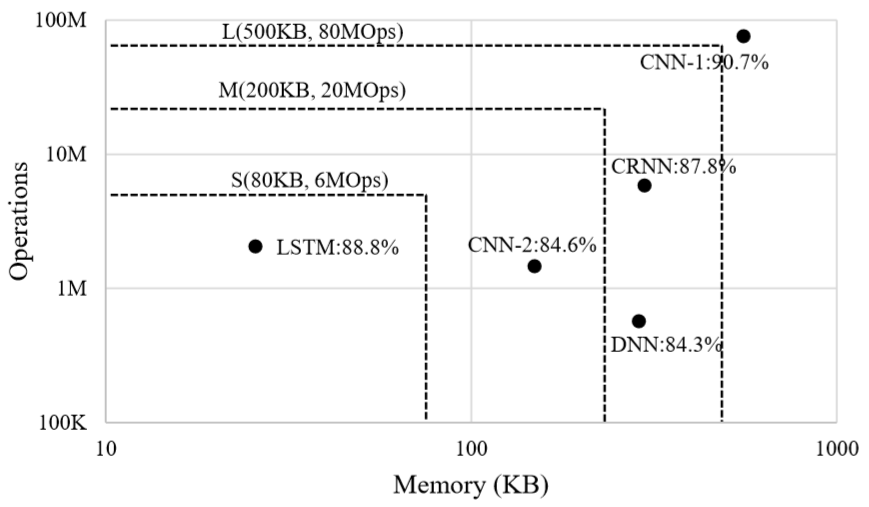 100M
L(500KB, 80MOps)
CNN-1:90.7%
M(200KB, 20MOps)
10M
CRNN:87.8%
S(80KB, 6MOps)
Operations
LSTM:88.8%
CNN-2:84.6%
1M
DNN:84.3%
100K
10
100
1000
Memory (KB)